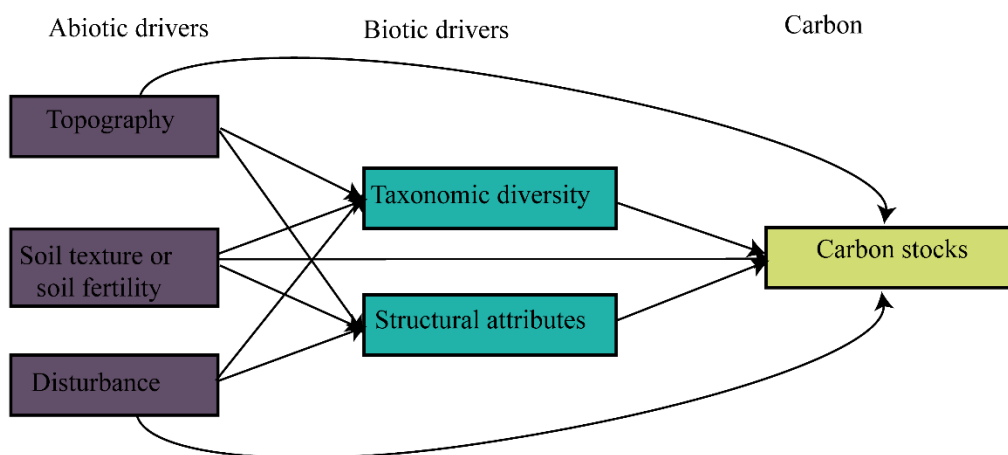 Abiotic drivers
Biotic drivers
Carbon
Topography
Taxonomic diversity
Soil texture or
soil fertility
Carbon stocks
Structural attributes
Disturbance